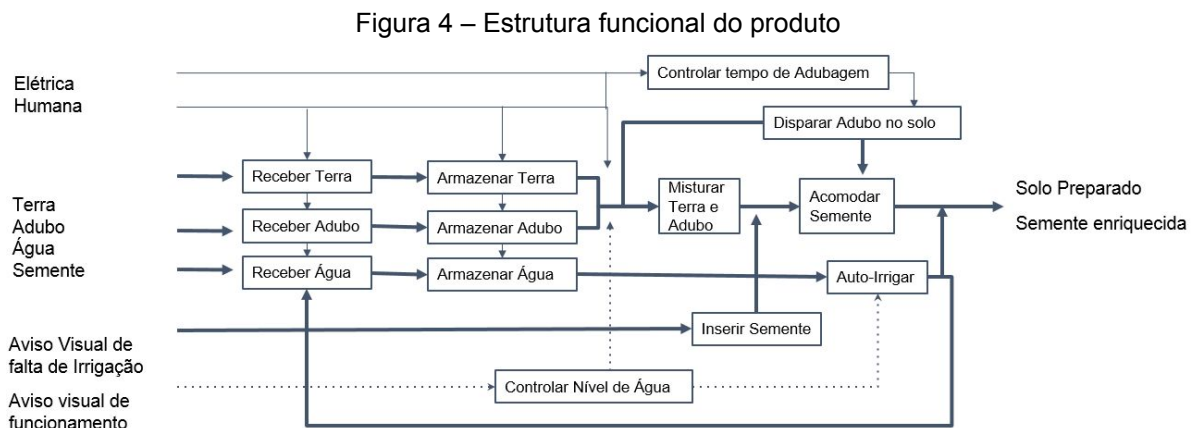 Figura 4 – Estrutura funcional do produto
Elétrica
Humana
Controlar tempo de Adubagem
Disparar Adubo no solo
Receber Terra
Armazenar Terra
Misturar
Terra e
Adubo
Acomodar
Semente
Solo Preparado
Semente enriquecida
Terra
Adubo
Água
Semente
Receber Adubo
Armazenar Adubo
Receber Água
Armazenar Água
Auto-Irrigar
Inserir Semente
Aviso Visual de
falta de Irrigação
Controlar Nível de Água
Aviso visual de
funcionamento